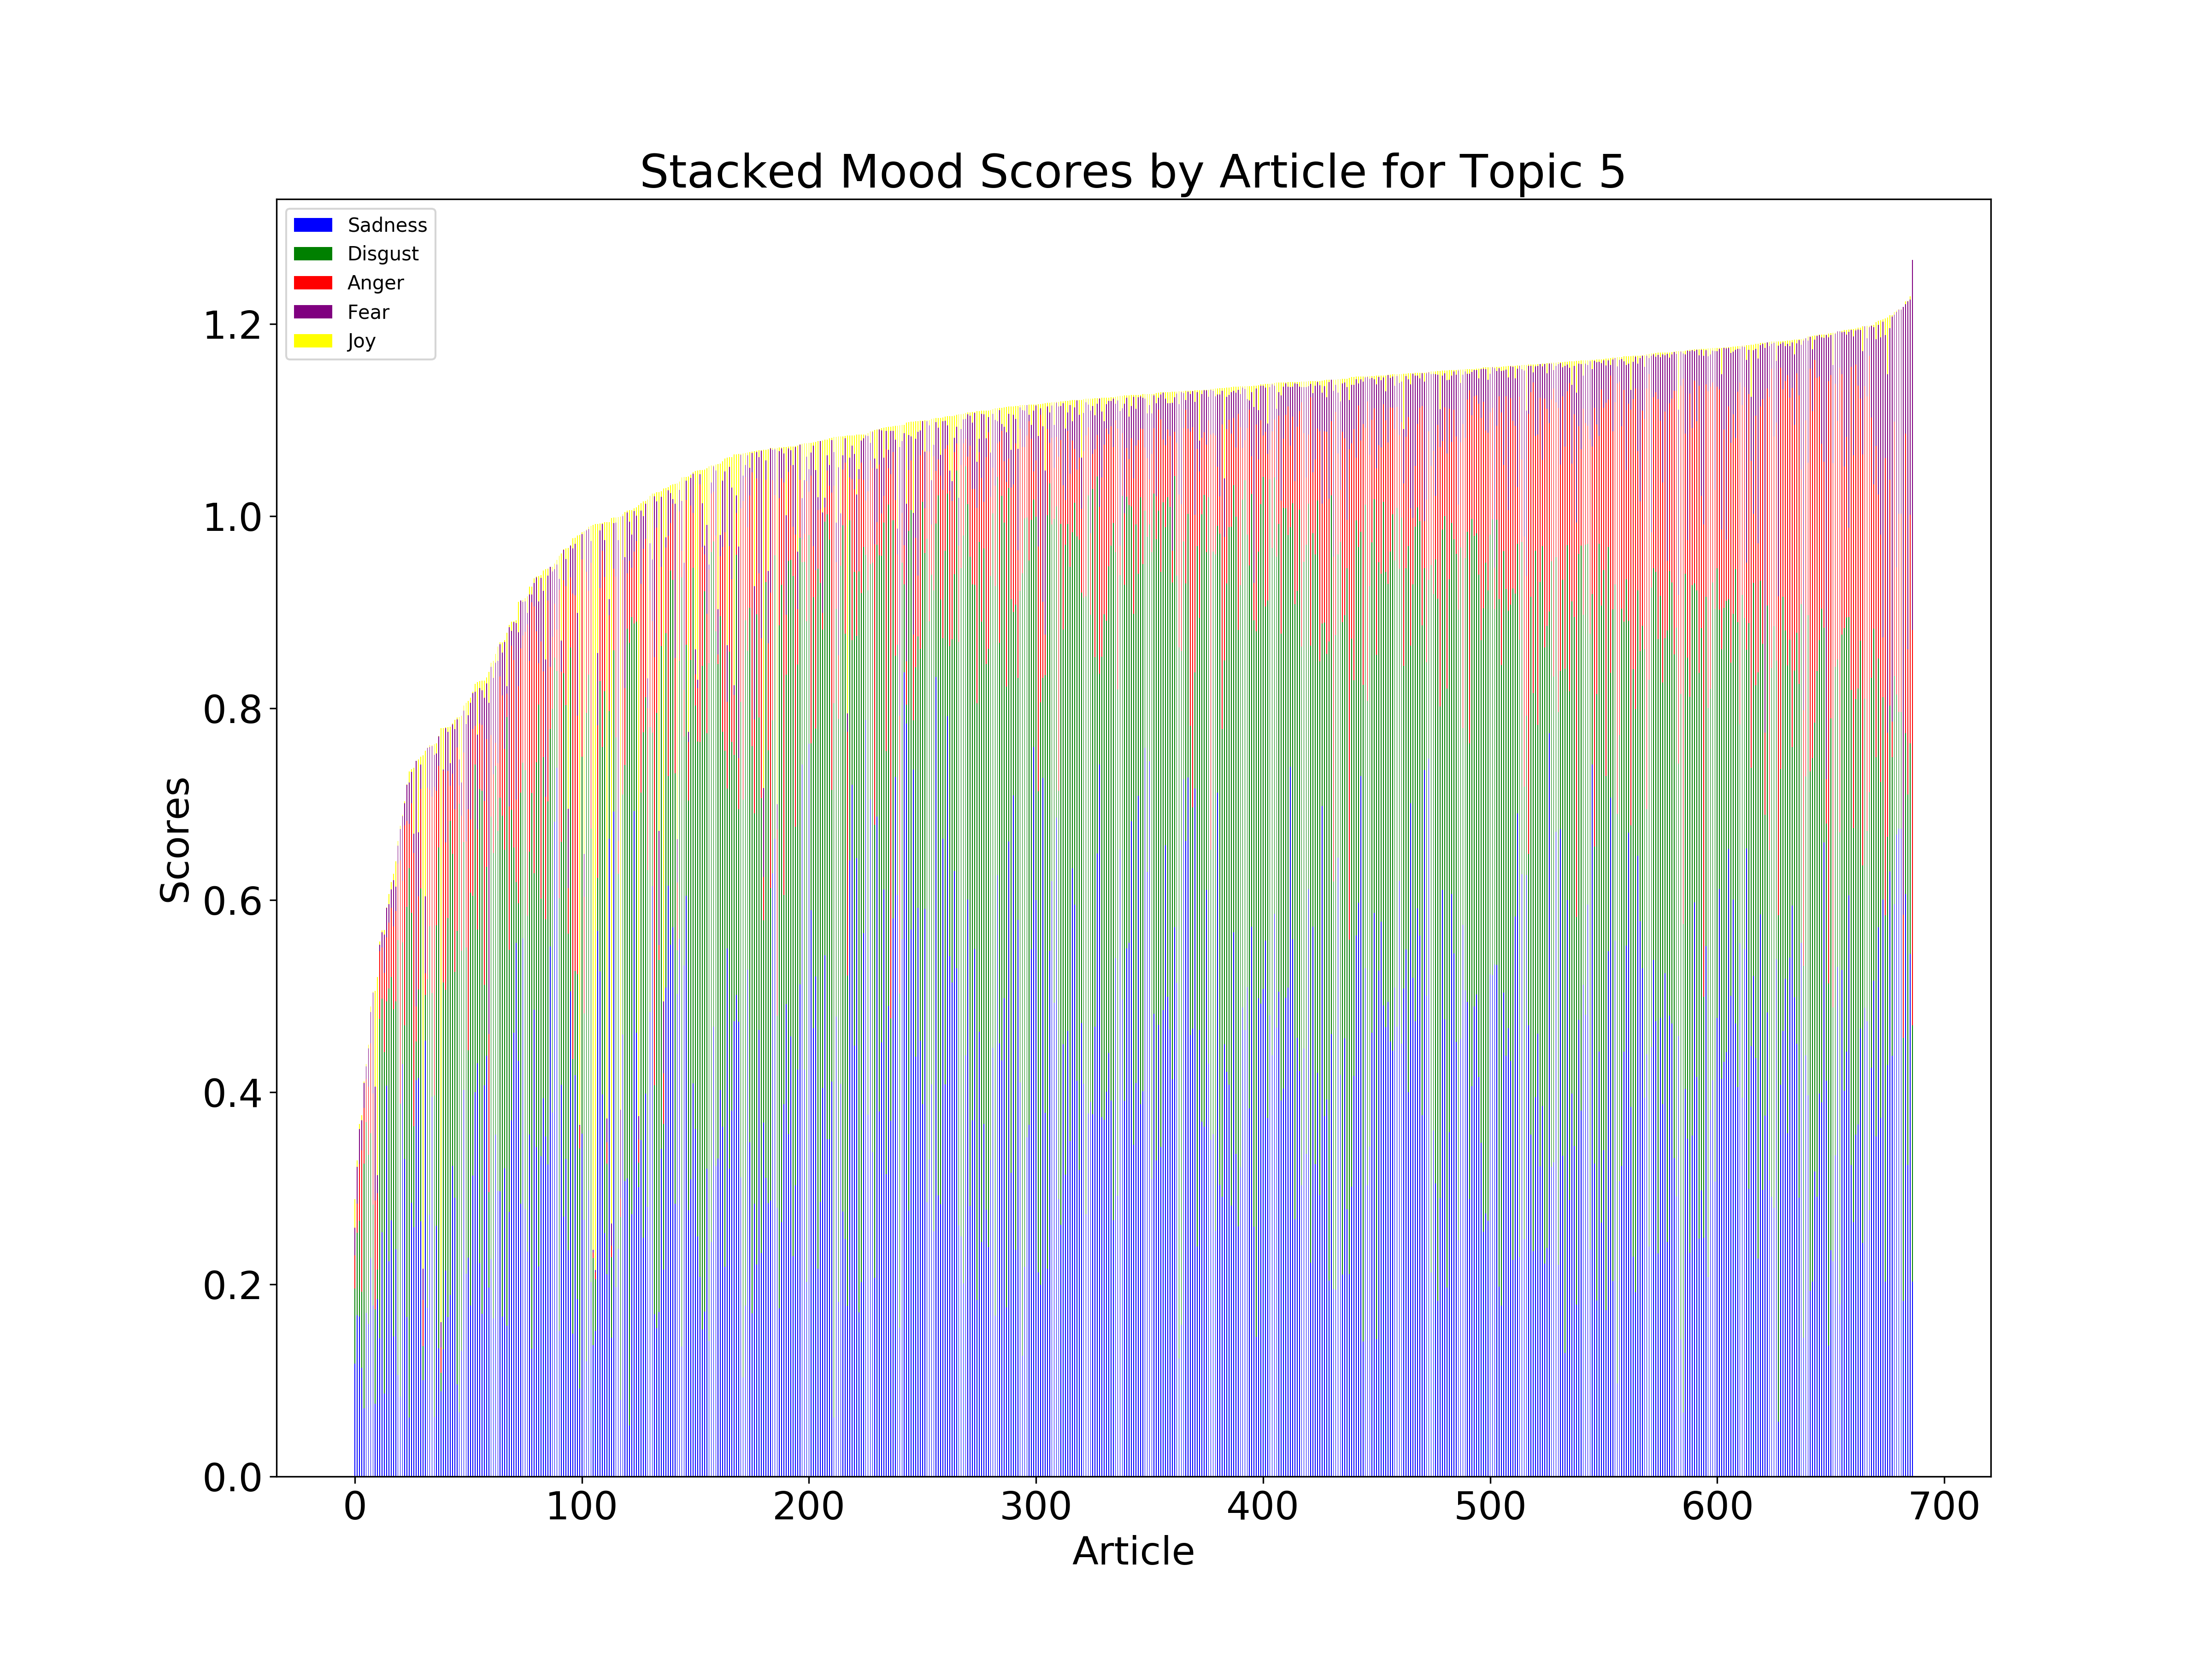 Stacked Mood Scores by Article for Topic 5
Sadness
Disgust
Anger
Fear
Joy
1.2
1.0
0.8
0.6
0.4
0.2
0.0
Scores
0 100 200 300 400 500 600 700
Article